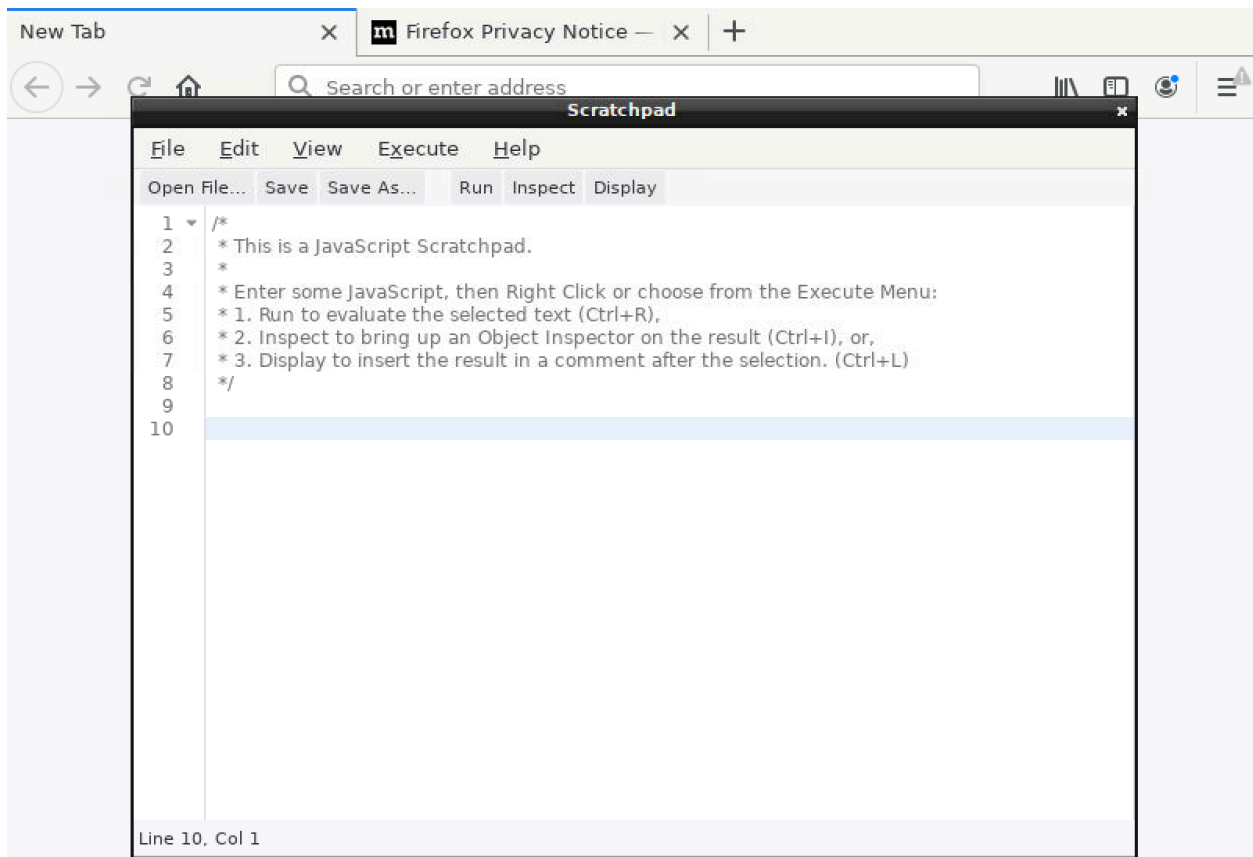 New Tab
m Firefox Privacy Notice —
Search or enter address
Scratchpad
File Edit View Execute Help
Open File... Save Save As... Run Inspect Display
1 /*
2  * This is a JavaScript Scratchpad.
3  *
4  * Enter some JavaScript, then Right Click or choose from the Execute Menu:
5  * 1. Run to evaluate the selected text (Ctrl+R),
6  * 2. Inspect to bring up an Object Inspector on the result (Ctrl+I), or,
7  * 3. Display to insert the result in a comment after the selection. (Ctrl+L)
8  */
9
10
Line 10, Col 1